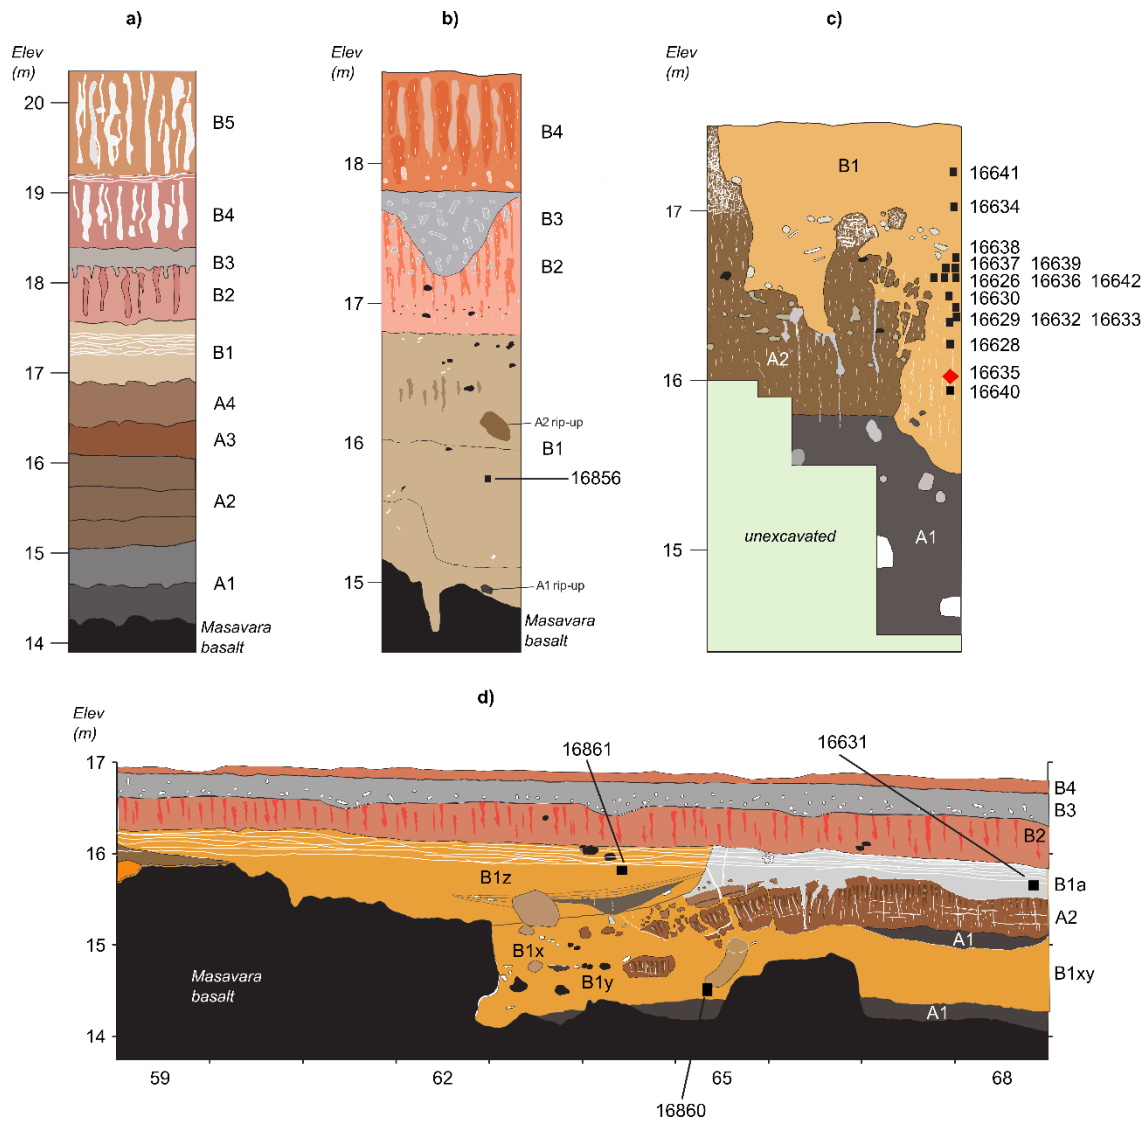 a)
Elev
(m)
20
19
18
17
16
15
14
B5
B4
B3
B2
B1
A4
A3
A2
A1
Masavara
basalt
b)
Elev
(m)
18
17
16
15
B4
B3
B2
A2 rip-up
B1
16856
A1 rip-up
Masavara
basalt
c)
Elev
(m)
17
16
15
B1
A2
A1
unexcavated
16641
16634
16638
16637 16639
16626 16636 16642
16630
16629 16632 16633
16628
16635
16640
d)
Elev
(m)
17
16
15
14
16861
16631
B4
B3
B2
B1a
A2
A1
B1xy
A1
B1z
B1x
B1y
Masavara
basalt
59
62
65
68
16860